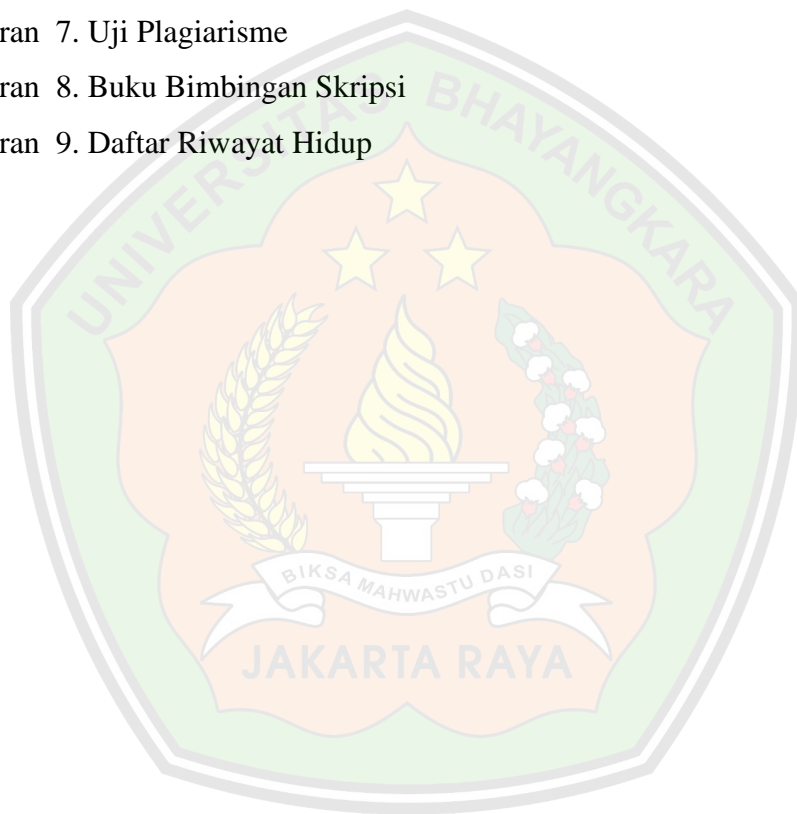 ran 7. Uji Plagiarisme
ran 8. Buku Bimbingan Skripsi
ran 9. Daftar Riwayat Hidup
UNIVERSITAS BHAYANGKARA
BIKSA MAHWASTU DASI
JAKARTA RAYA